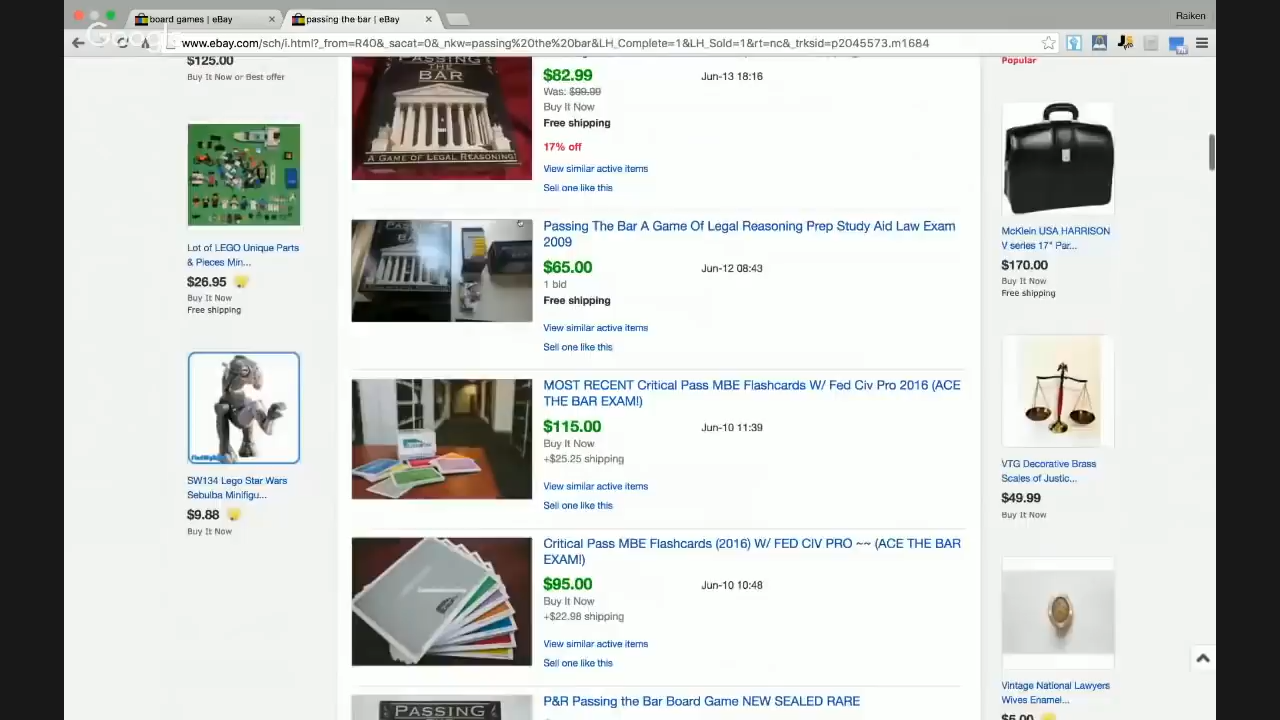 board games | eBay
passing the bar | eBay
Raiken
Google
www.ebay.com/sch/i.html?_from=R40&_sacat=0&_nkw=passing%20the%20bar&LH_Complete=1&LH_Sold=1&rt=nc&_trksid=p2045573.m1684
$125.00
Buy It Now or Best offer
Lot of LEGO Unique Parts
& Pieces Min...
$26.95
Buy It Now
Free shipping
SW134 Lego Star Wars
Sebulba Minifigu...
$9.88
Buy It Now
PASSING
THE
BAR
A GAME OF LEGAL REASONING
$82.99
Jun-13 18:16
Was: $99.99
Buy It Now
Free shipping
17% off
View similar active items
Sell one like this
Passing The Bar A Game Of Legal Reasoning Prep Study Aid Law Exam
2009
$65.00
Jun-12 08:43
1 bid
Free shipping
View similar active items
Sell one like this
MOST RECENT Critical Pass MBE Flashcards W/ Fed Civ Pro 2016 (ACE
THE BAR EXAM!)
$115.00
Jun-10 11:39
Buy It Now
+$25.25 shipping
View similar active items
Sell one like this
Critical Pass MBE Flashcards (2016) W/ FED CIV PRO ~~ (ACE THE BAR
EXAM!)
$95.00
Jun-10 10:48
Buy It Now
+$22.98 shipping
View similar active items
Sell one like this
PASSING
P&R Passing the Bar Board Game NEW SEALED RARE
Popular
McKlein USA HARRISON
V series 17" Par...
$170.00
Buy It Now
Free shipping
VTG Decorative Brass
Scales of Justic...
$49.99
Buy It Now
Vintage National Lawyers
Wives Enamel...
$5.00